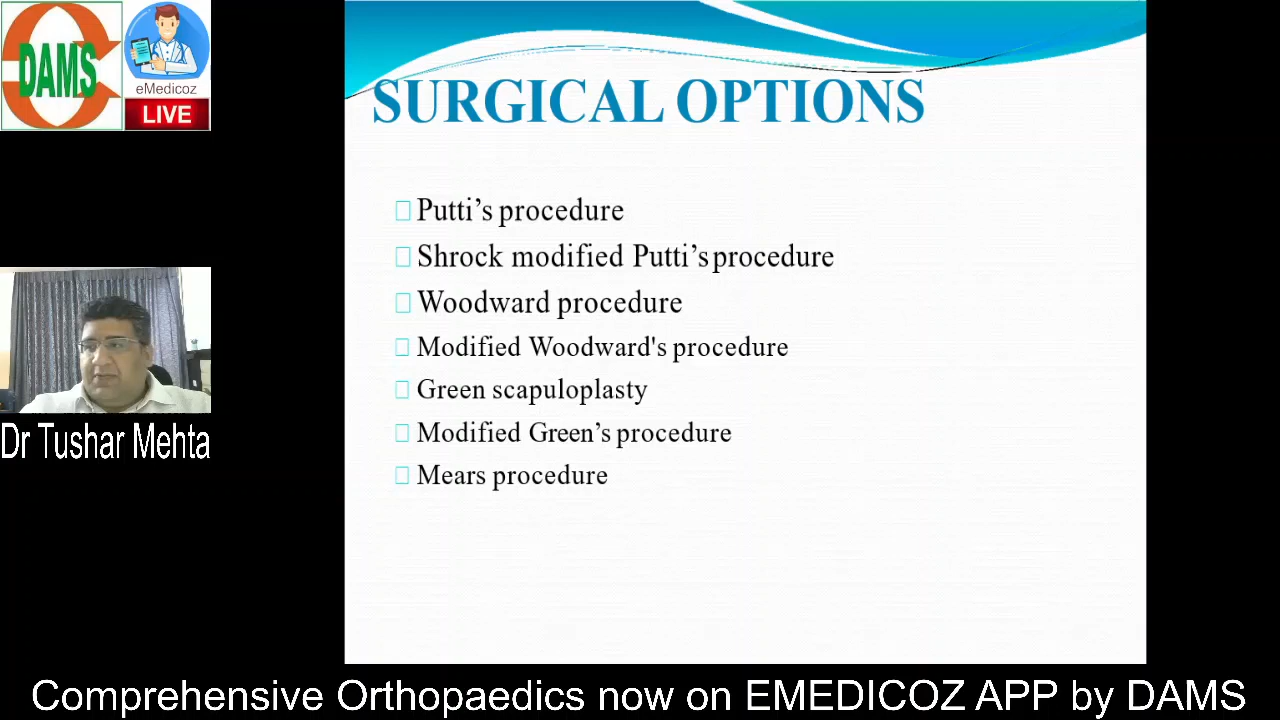 DAMS
eMedicoz
LIVE
SURGICAL OPTIONS
Putti’s procedure
Shrock modified Putti’s procedure
Woodward procedure
Modified Woodward's procedure
Green scapuloplasty
Modified Green’s procedure
Mears procedure
Dr Tushar Mehta
Comprehensive Orthopaedics now on EMEDICOZ APP by DAMS